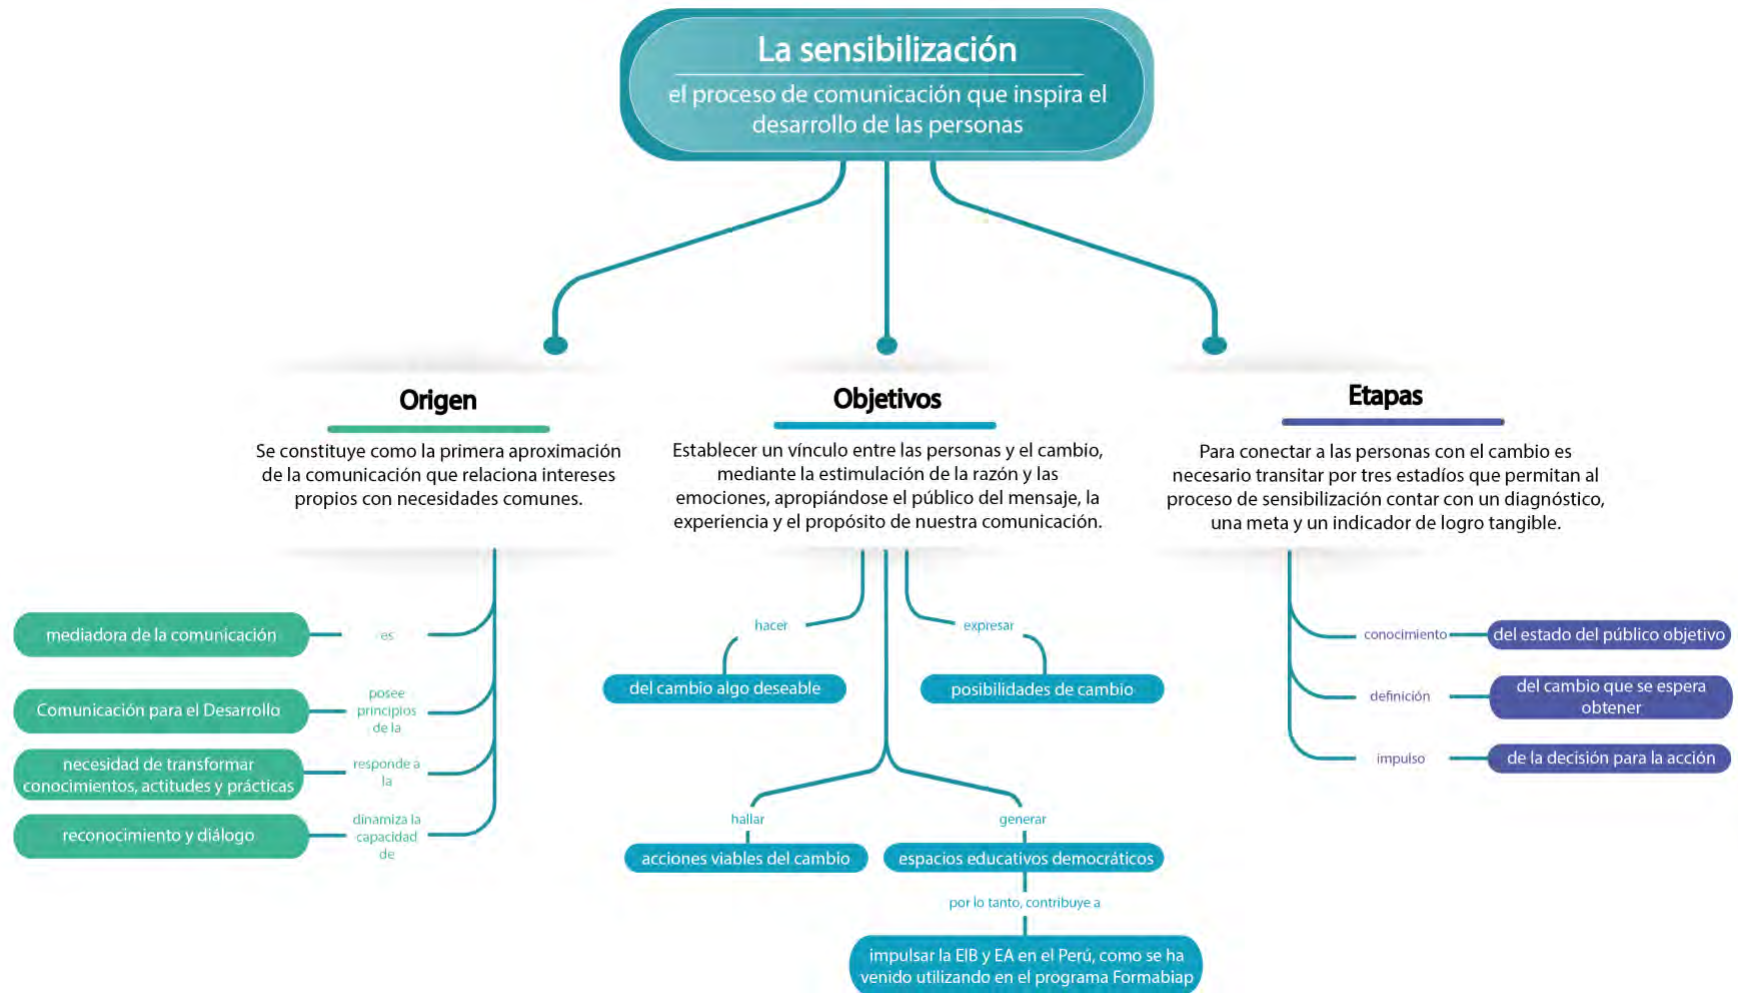 La sensibilización
el proceso de comunicación que inspira el
desarrollo de las personas
Origen
Se constituye como la primera aproximación
de la comunicación que relaciona intereses
propios con necesidades comunes.
mediadora de la comunicación
es
Comunicación para el Desarrollo
posee
principios
de la
necesidad de transformar
conocimientos, actitudes y prácticas
responde a
la
reconocimiento y diálogo
dinamiza la
capacidad
de
Objetivos
Establecer un vínculo entre las personas y el cambio,
mediante la estimulación de la razón y las
emociones, apropiándose el público del mensaje, la
experiencia y el propósito de nuestra comunicación.
hacer
del cambio algo deseable
expresar
posibilidades de cambio
hallar
acciones viables del cambio
generar
espacios educativos democráticos
por lo tanto, contribuye a
impulsar la EIB y EA en el Perú, como se ha
venido utilizando en el programa Formabiap
Etapas
Para conectar a las personas con el cambio es
necesario transitar por tres estadíos que permitan al
proceso de sensibilización contar con un diagnóstico,
una meta y un indicador de logro tangible.
conocimiento
del estado del público objetivo
definición
del cambio que se espera
obtener
impulso
de la decisión para la acción